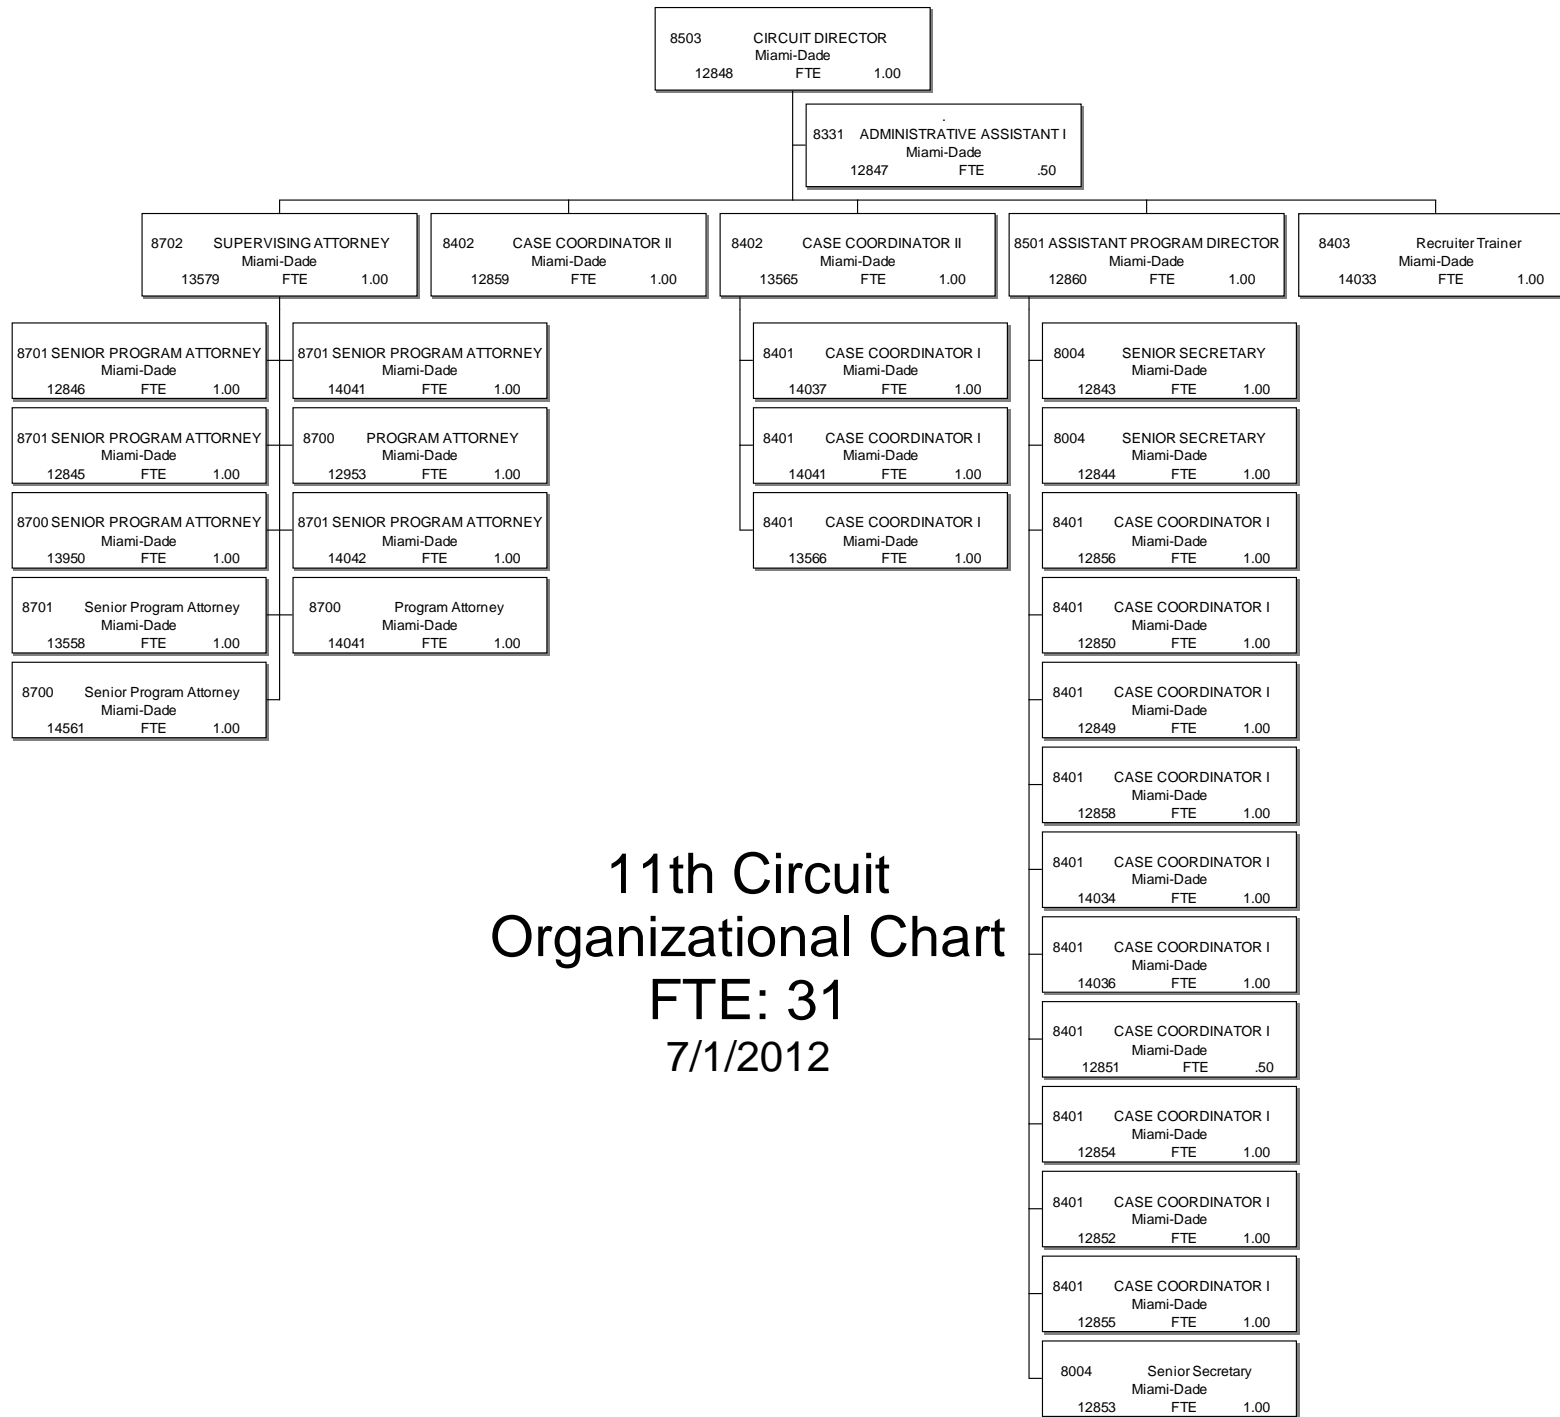 8503 CIRCUIT DIRECTOR
Miami-Dade
12848 FTE 1.00
.
8331 ADMINISTRATIVE ASSISTANT I
Miami-Dade
12847 FTE .50
8702 SUPERVISING ATTORNEY
Miami-Dade
13579 FTE 1.00
8402 CASE COORDINATOR II
Miami-Dade
12859 FTE 1.00
8402 CASE COORDINATOR II
Miami-Dade
13565 FTE 1.00
8501 ASSISTANT PROGRAM DIRECTOR
Miami-Dade
12860 FTE 1.00
8403 Recruiter Trainer
Miami-Dade
14033 FTE 1.00
8701 SENIOR PROGRAM ATTORNEY
Miami-Dade
12846 FTE 1.00
8701 SENIOR PROGRAM ATTORNEY
Miami-Dade
14041 FTE 1.00
8701 SENIOR PROGRAM ATTORNEY
Miami-Dade
12845 FTE 1.00
8700 PROGRAM ATTORNEY
Miami-Dade
12953 FTE 1.00
8700 SENIOR PROGRAM ATTORNEY
Miami-Dade
13950 FTE 1.00
8701 SENIOR PROGRAM ATTORNEY
Miami-Dade
14042 FTE 1.00
8701 Senior Program Attorney
Miami-Dade
13558 FTE 1.00
8700 Program Attorney
Miami-Dade
14041 FTE 1.00
8700 Senior Program Attorney
Miami-Dade
14561 FTE 1.00
8401 CASE COORDINATOR I
Miami-Dade
14037 FTE 1.00
8401 CASE COORDINATOR I
Miami-Dade
14041 FTE 1.00
8401 CASE COORDINATOR I
Miami-Dade
13566 FTE 1.00
8004 SENIOR SECRETARY
Miami-Dade
12843 FTE 1.00
8004 SENIOR SECRETARY
Miami-Dade
12844 FTE 1.00
8401 CASE COORDINATOR I
Miami-Dade
12856 FTE 1.00
8401 CASE COORDINATOR I
Miami-Dade
12850 FTE 1.00
8401 CASE COORDINATOR I
Miami-Dade
12849 FTE 1.00
8401 CASE COORDINATOR I
Miami-Dade
12858 FTE 1.00
8401 CASE COORDINATOR I
Miami-Dade
14034 FTE 1.00
8401 CASE COORDINATOR I
Miami-Dade
14036 FTE 1.00
8401 CASE COORDINATOR I
Miami-Dade
12851 FTE .50
8401 CASE COORDINATOR I
Miami-Dade
12854 FTE 1.00
8401 CASE COORDINATOR I
Miami-Dade
12852 FTE 1.00
8401 CASE COORDINATOR I
Miami-Dade
12855 FTE 1.00
8004 Senior Secretary
Miami-Dade
12853 FTE 1.00
11th Circuit
Organizational Chart
FTE: 31
7/1/2012